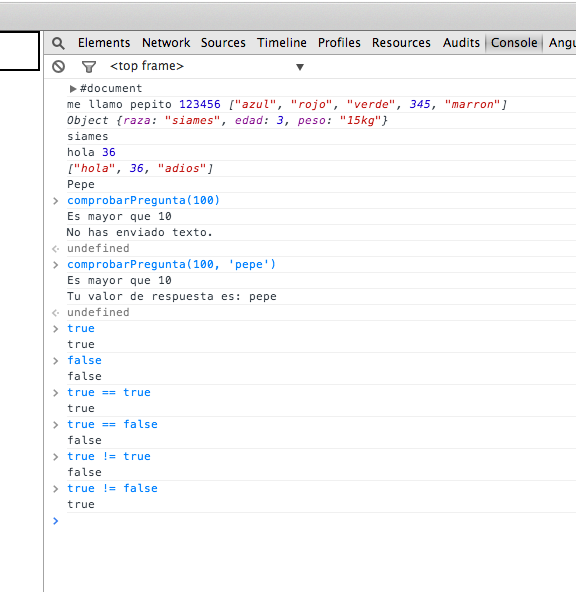 Elements Network Sources Timeline Profiles Resources Audits Console Angu
<top frame> ▼
▶#document
me llamo pepito 123456 ["azul", "rojo", "verde", 345, "marron"]
Object {raza: "siames", edad: 3, peso: "15kg"}
siames
hola 36
["hola", 36, "adios"]
Pepe
> comprobarPregunta(100)
Es mayor que 10
No has enviado texto.
<· undefined
> comprobarPregunta(100, 'pepe')
Es mayor que 10
Tu valor de respuesta es: pepe
<· undefined
> true
true
> false
false
> true == true
true
> true == false
false
> true != true
false
> true != false
true
>